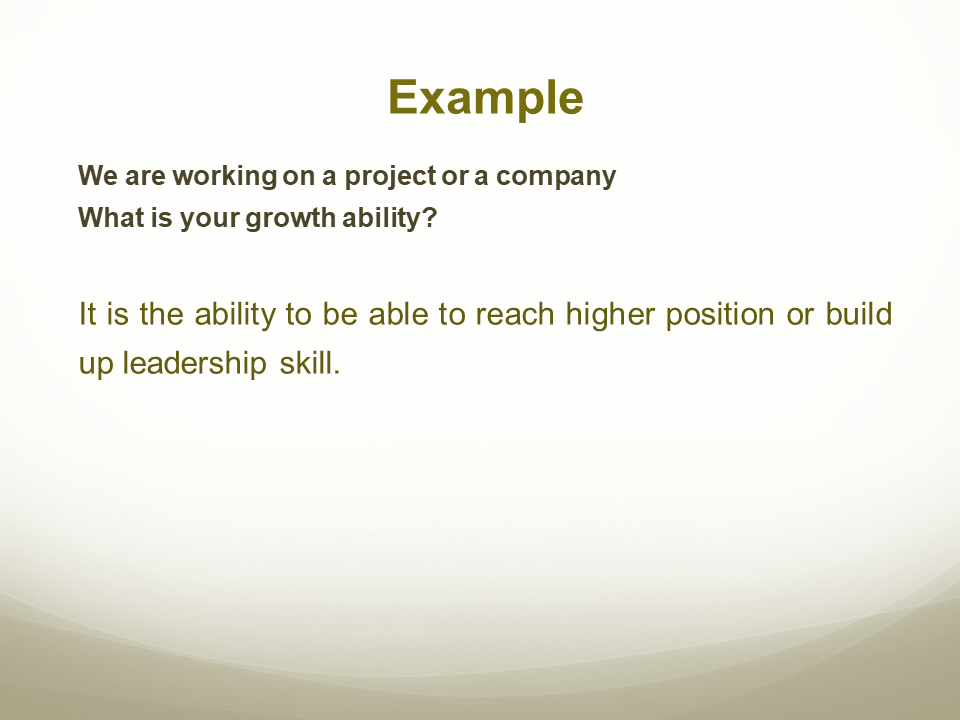 Example
We are working on a project or a company
What is your growth ability?
It is the ability to be able to reach higher position or build
up leadership skill.